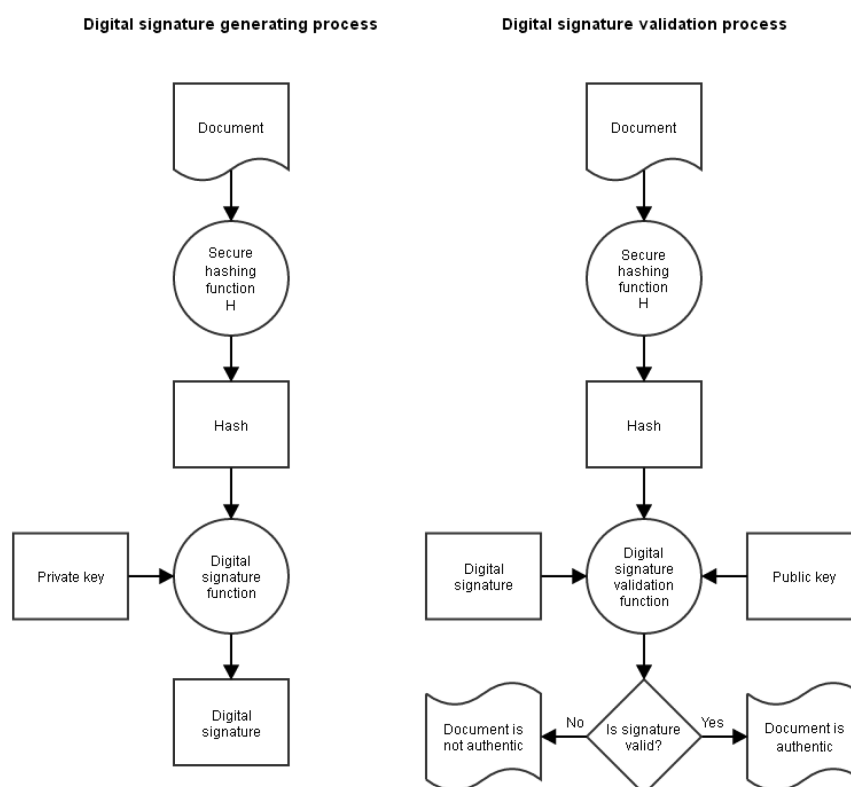 Digital signature generating process
Document
Secure
hashing
function
H
Hash
Private key
Digital
signature
function
Digital
signature
Digital signature validation process
Document
Secure
hashing
function
H
Hash
Digital
signature
Digital
signature
validation
function
Public key
Document is
not authentic
No
Is signature
valid?
Yes
Document is
authentic